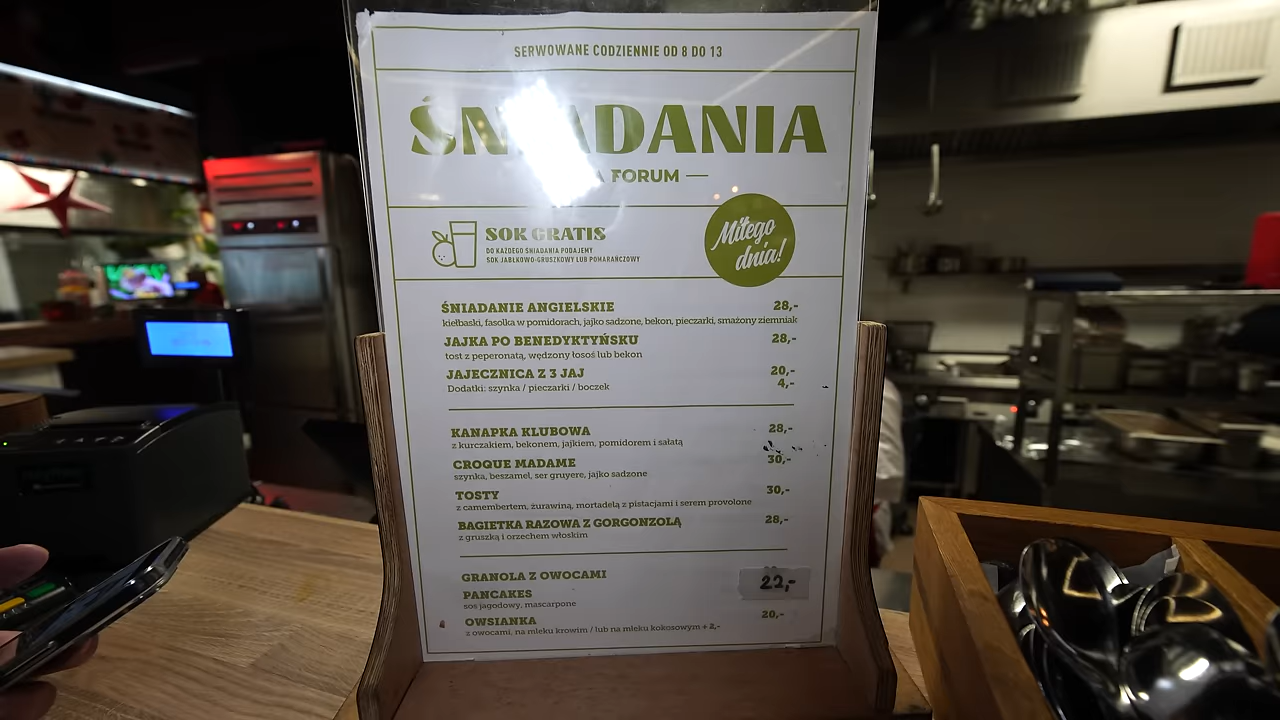 SERWOWANE CODZIENNIE OD 8 DO 13
ŚNIADANIA
FORUM —
SOK GRATIS
DO KAŻDEGO ŚNIADANIA PODAJEMY
SOK JABŁKOWO-GRUSZKOWY LUB POMARAŃCZOWY
Miłego
dnia!
ŚNIADANIE ANGIELSKIE 28,-
kiełbaski, fasolka w pomidorach, jajko sadzone, bekon, pieczarki, smażony ziemniak
JAJKA PO BENEDYKTYŃSKU 28,-
tost z peperonatą, wędzony łosoś lub bekon
JAJECZNICA Z 3 JAJ 20,-
Dodatki: szynka / pieczarki / boczek 4,-
KANAPKA KLUBOWA 28,-
z kurczakiem, bekonem, jajkiem, pomidorem i sałatą
CROQUE MADAME 30,-
szynka, beszamel, ser gruyere, jajko sadzone
TOSTY 30,-
z camembertem, żurawiną, mortadelą z pistacjami i serem provolone
BAGIETKA RAZOWA Z GORGONZOLĄ 28,-
z gruszką i orzechem włoskim
GRANOLA Z OWOCAMI
22,-
PANCAKES
sos jagodowy, mascarpone
OWSIANKA 20,-
z owocami, na mleku krowim / lub na mleku kokosowym + 2,-